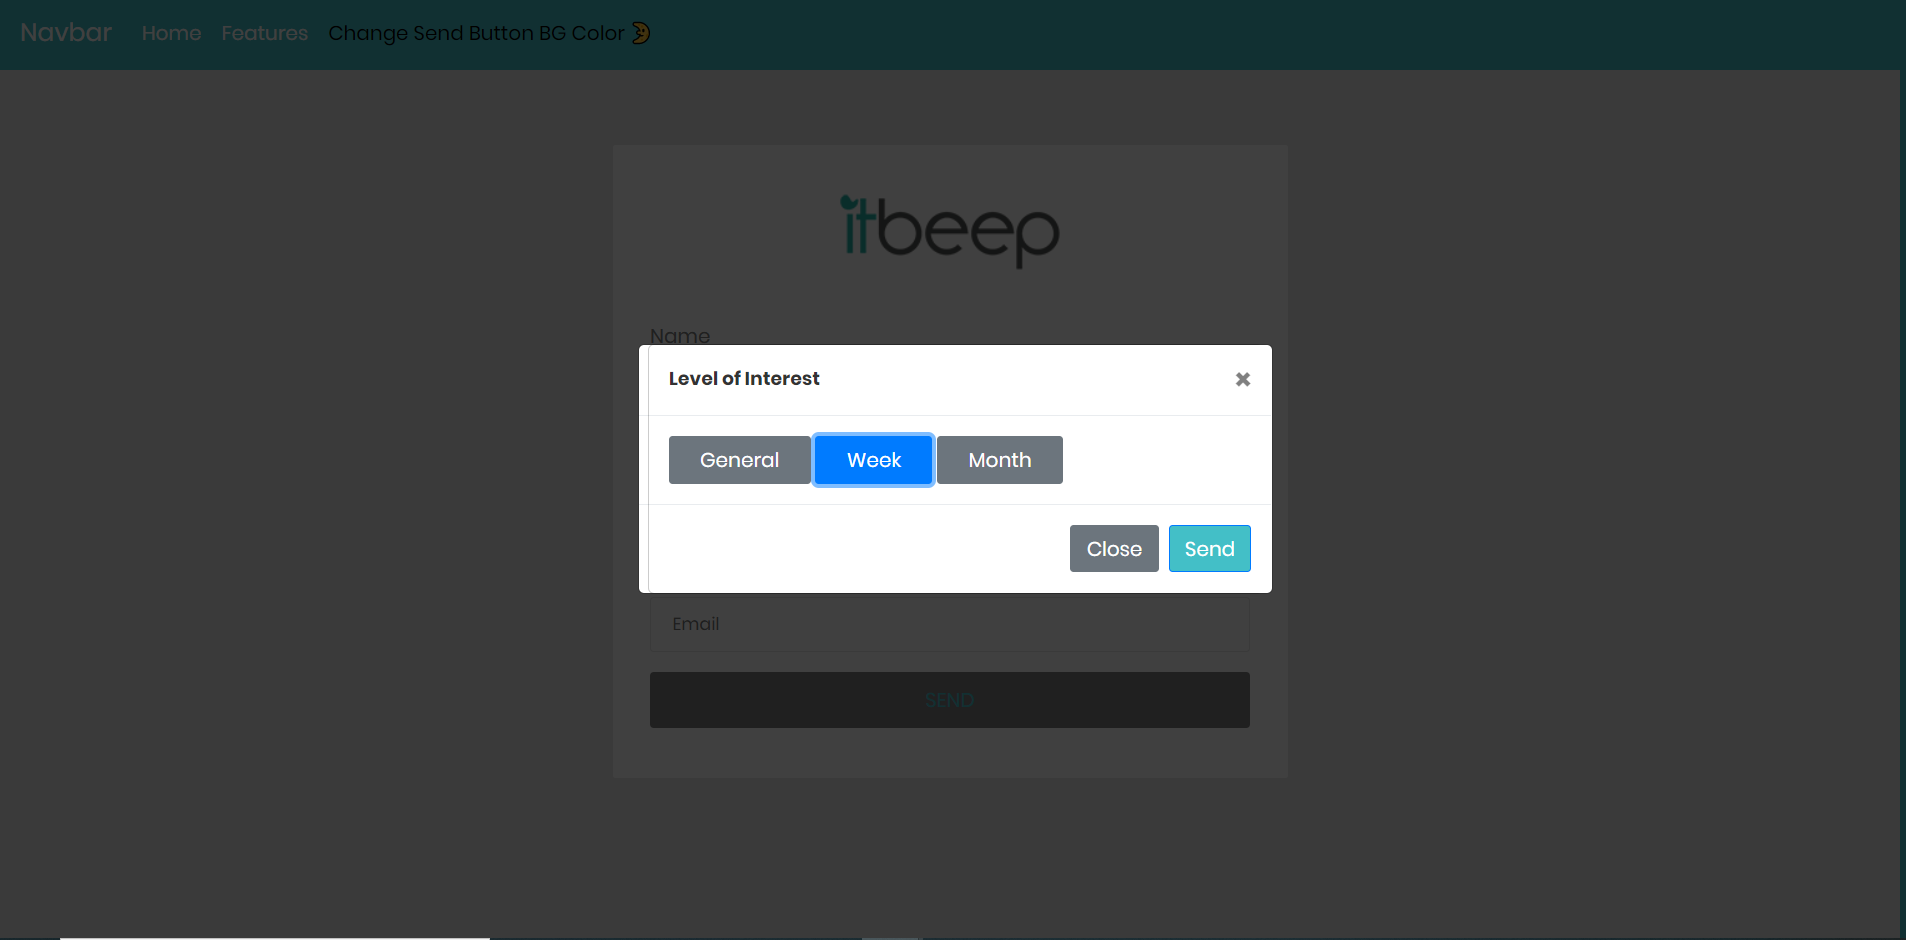 Navbar Home Features Change Send Button BG Color
itbeep
Name
Level of Interest
General Week Month
Close Send
Email
SEND